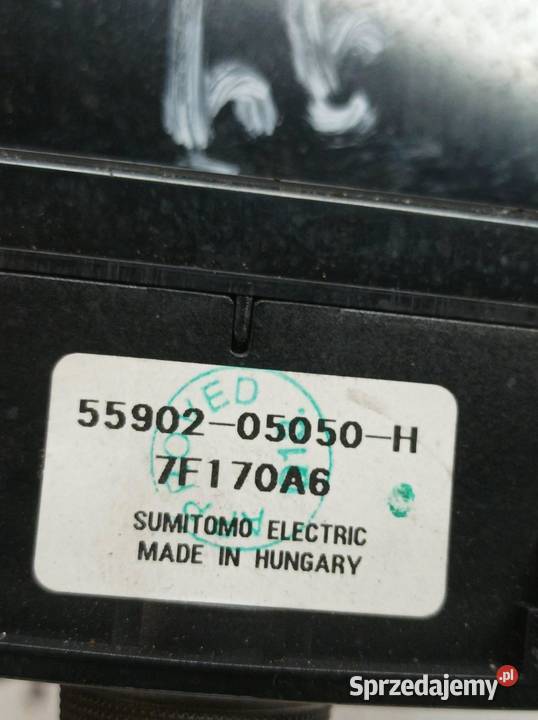 55902-05050-H
7F170A6
SUMITOMO ELECTRIC
MADE IN HUNGARY
Sprzedajemy.pl